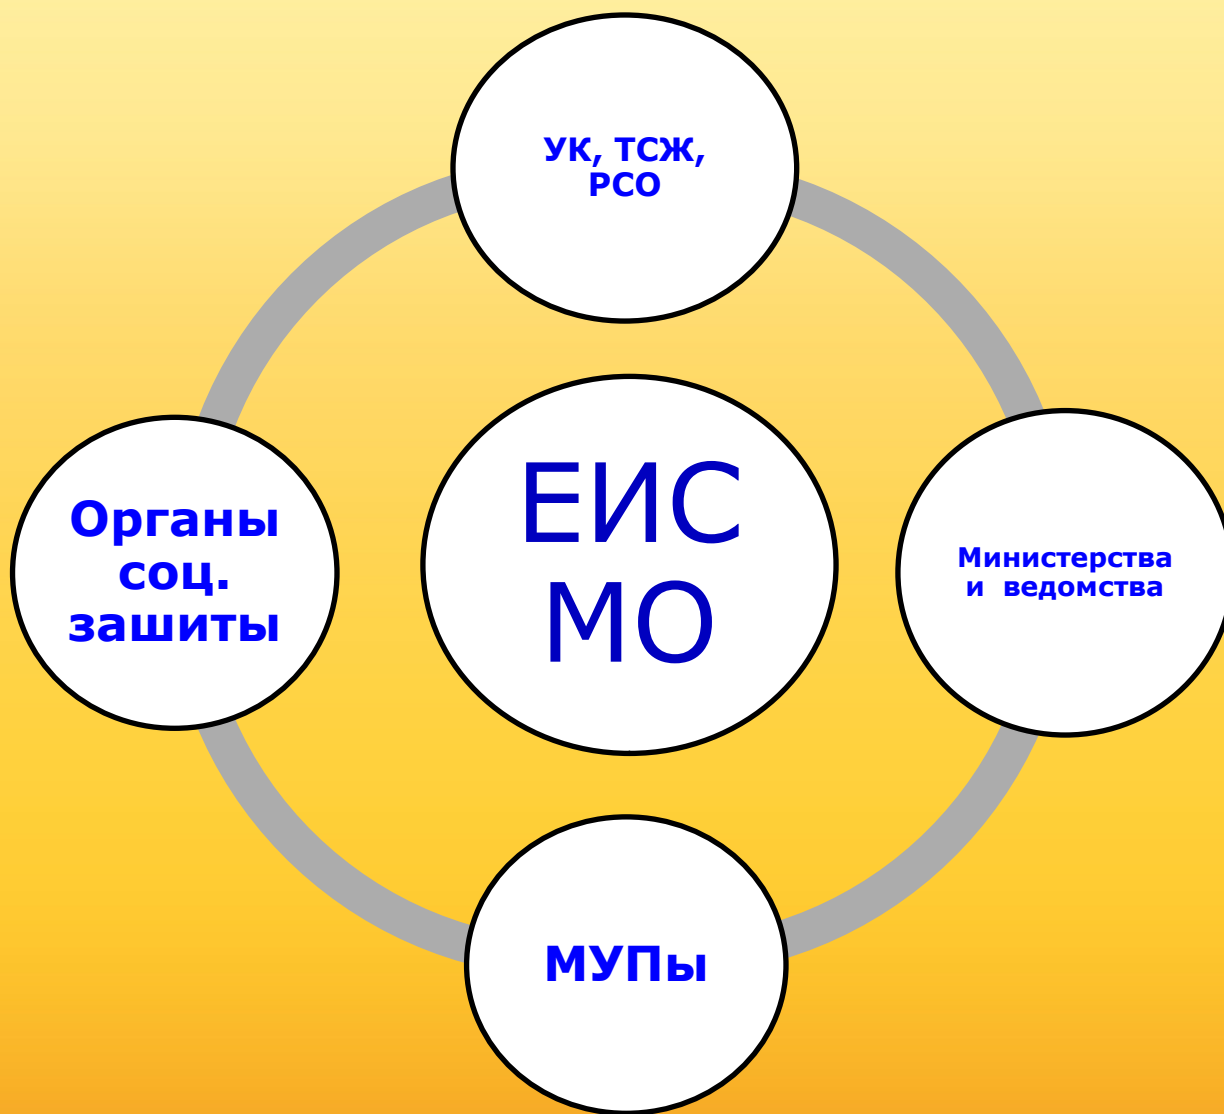 УК, ТСЖ,
РСО
ЕИС
МО
Органы
соц.
зашиты
Министерства
и ведомства
МУПы